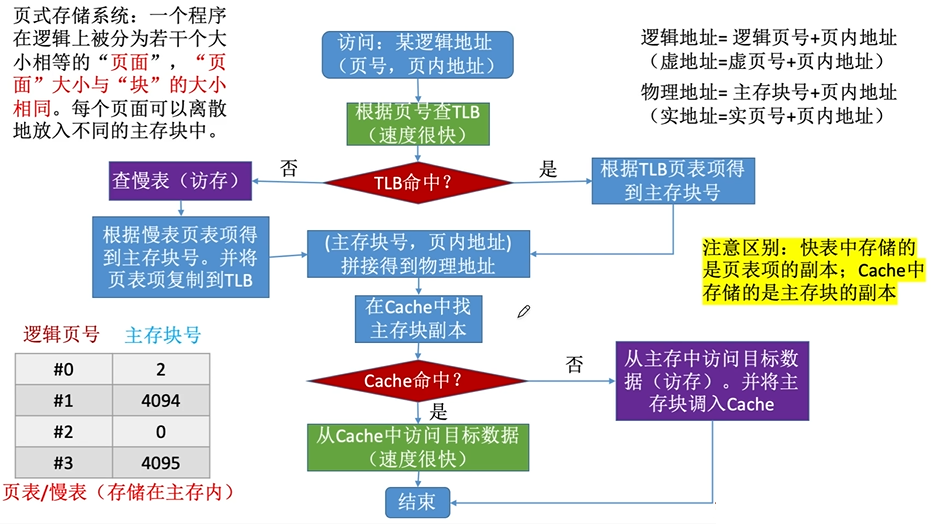 页式存储系统：一个程序
在逻辑上被分为若干个大
小相等的“页面”，“页
面”大小与“块”的大小
相同。每个页面可以离散
地放入不同的主存块中。
访问：某逻辑地址
（页号，页内地址）
逻辑地址= 逻辑页号+页内地址
（虚地址=虚页号+页内地址）
物理地址= 主存块号+页内地址
（实地址=实页号+页内地址）
根据页号查TLB
（速度很快）
TLB命中？
否
是
查慢表（访存）
根据TLB页表项得
到主存块号
根据慢表页表项得
到主存块号。并将
页表项复制到TLB
(主存块号，页内地址)
拼接得到物理地址
注意区别：快表中存储的
是页表项的副本；Cache中
存储的是主存块的副本
在Cache中找
主存块副本
Cache命中？
否
是
从主存中访问目标数
据（访存）。并将主
存块调入Cache
从Cache中访问目标数据
（速度很快）
结束
逻辑页号 主存块号
#0 2
#1 4094
#2 0
#3 4095
页表/慢表（存储在主存内）